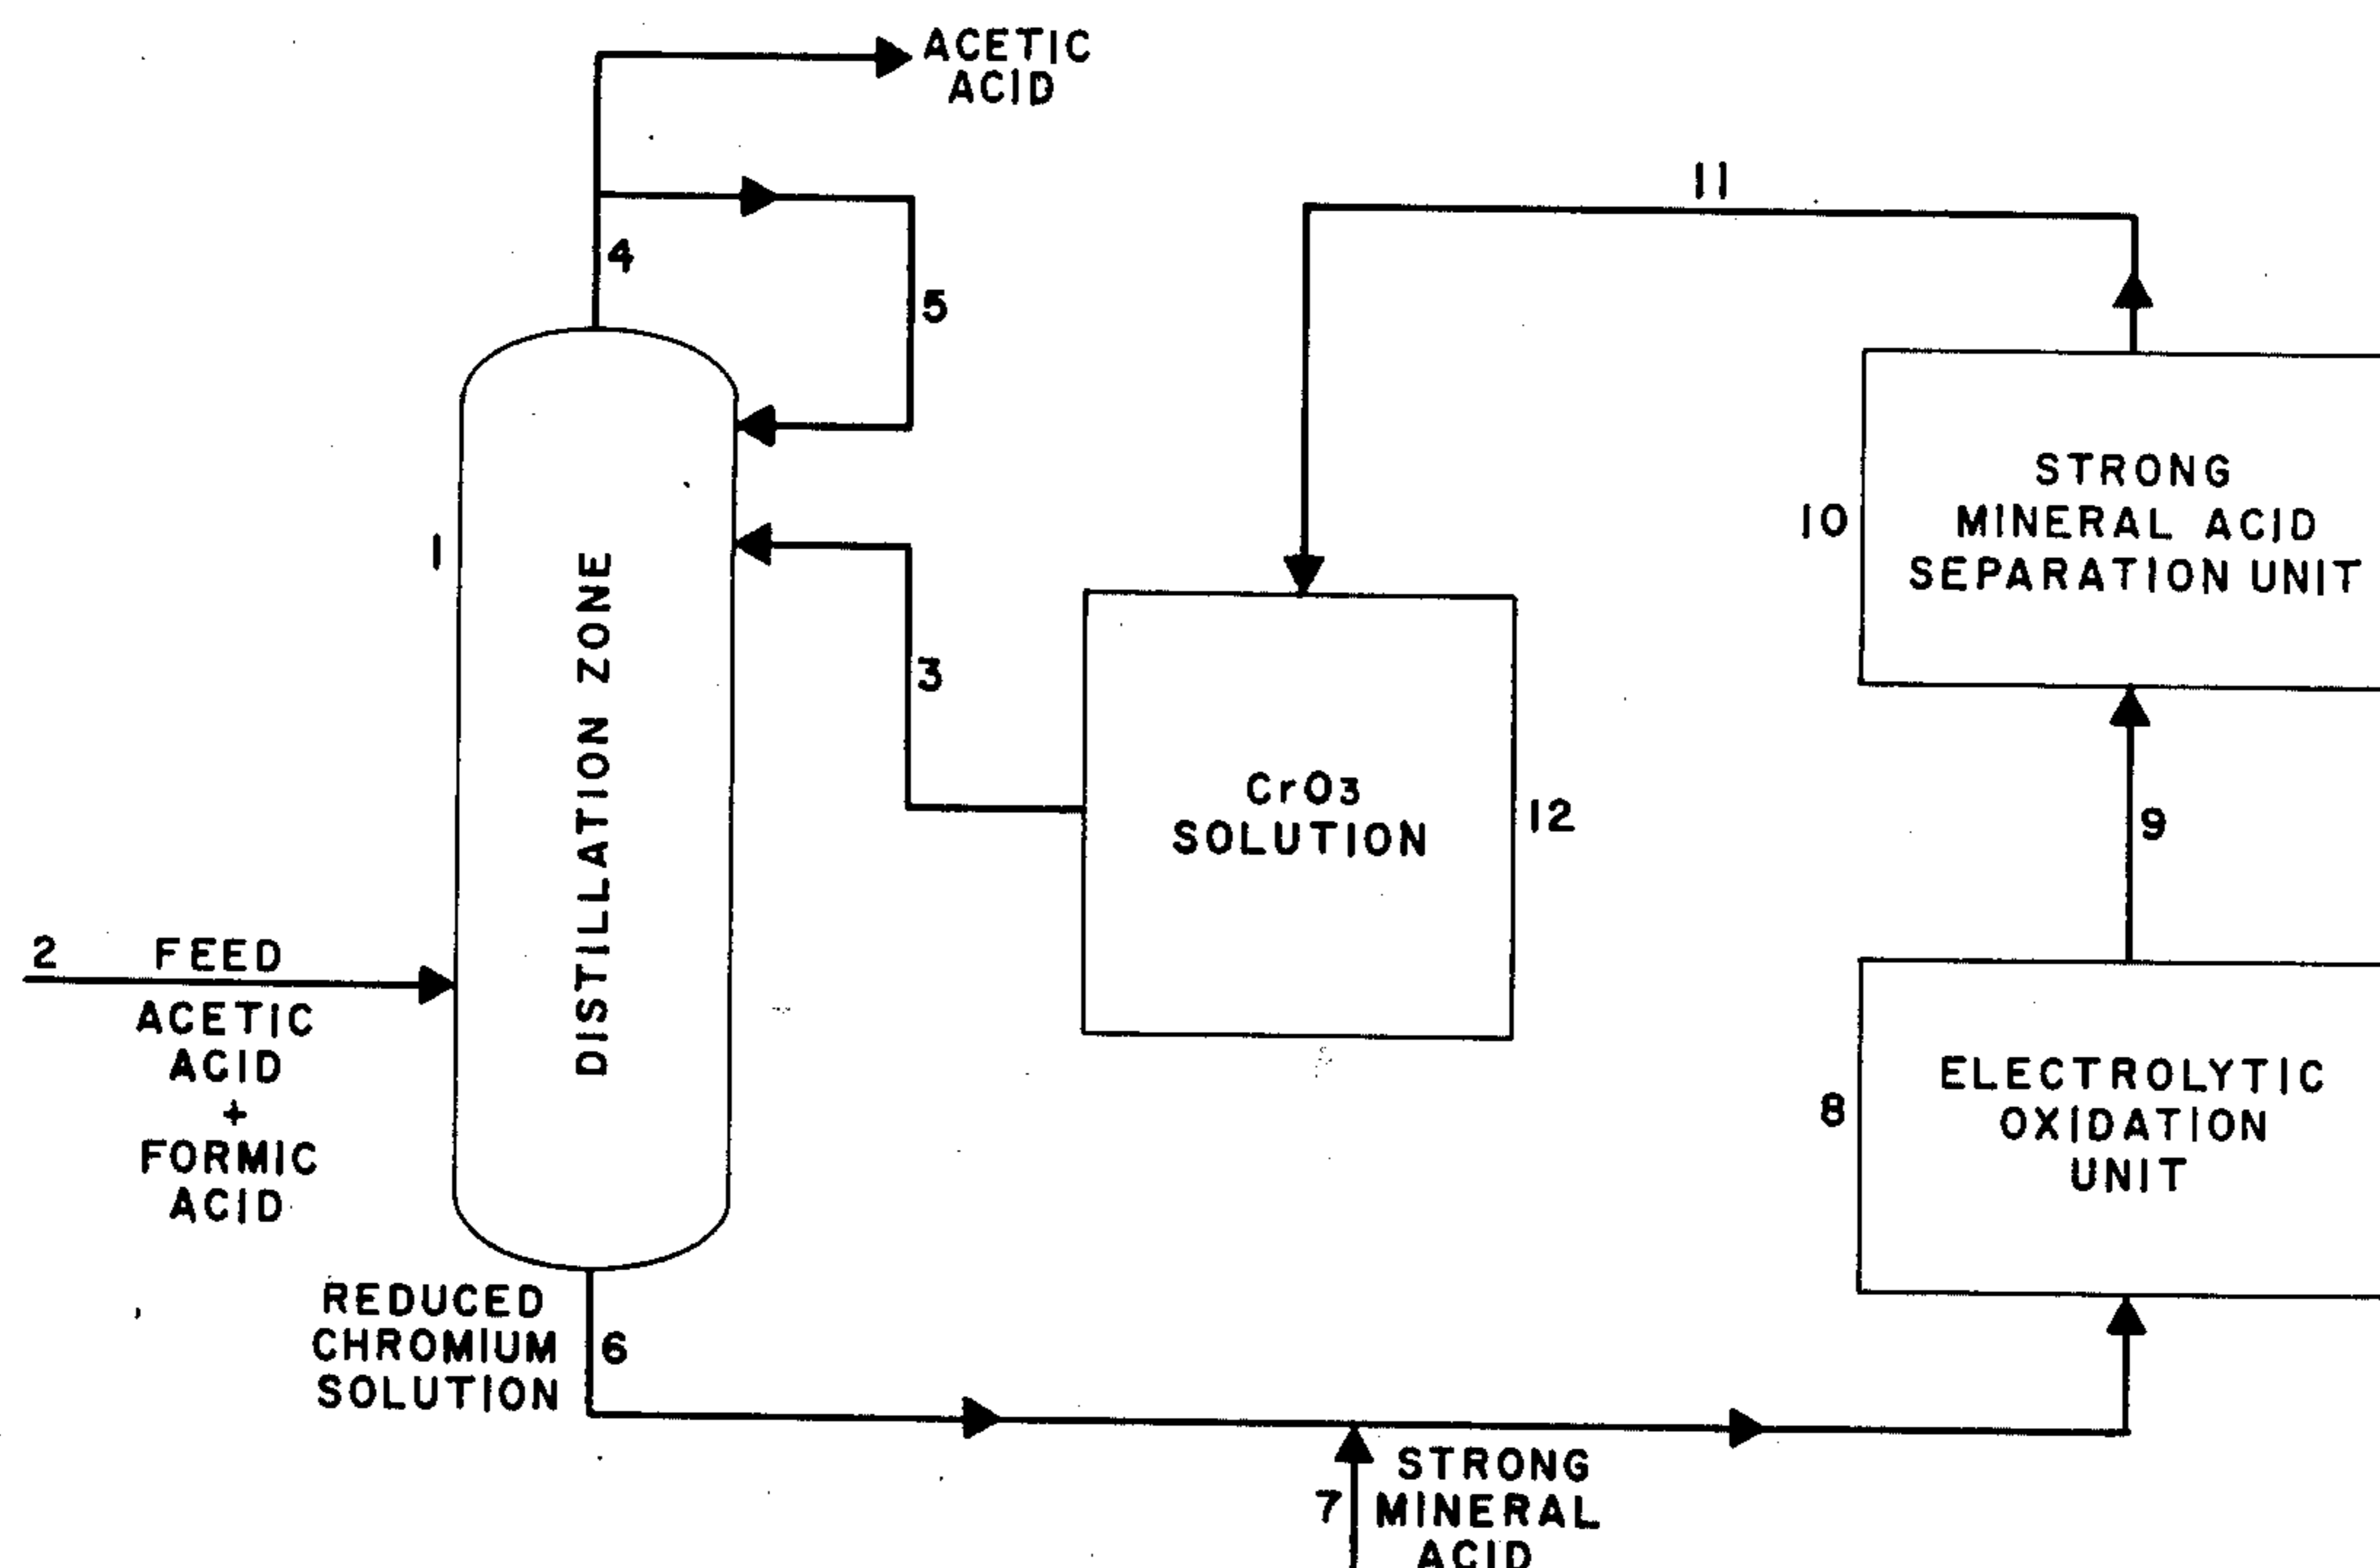 ACETIC
ACID
11
4
5
STRONG
MINERAL ACID
SEPARATION UNIT
10
1
DISTILLATION ZONE
3
CrO3
SOLUTION
12
9
2
FEED
ACETIC
ACID
+
FORMIC
ACID
ELECTROLYTIC
OXIDATION
UNIT
8
REDUCED
CHROMIUM
SOLUTION
6
7
STRONG
MINERAL
ACID